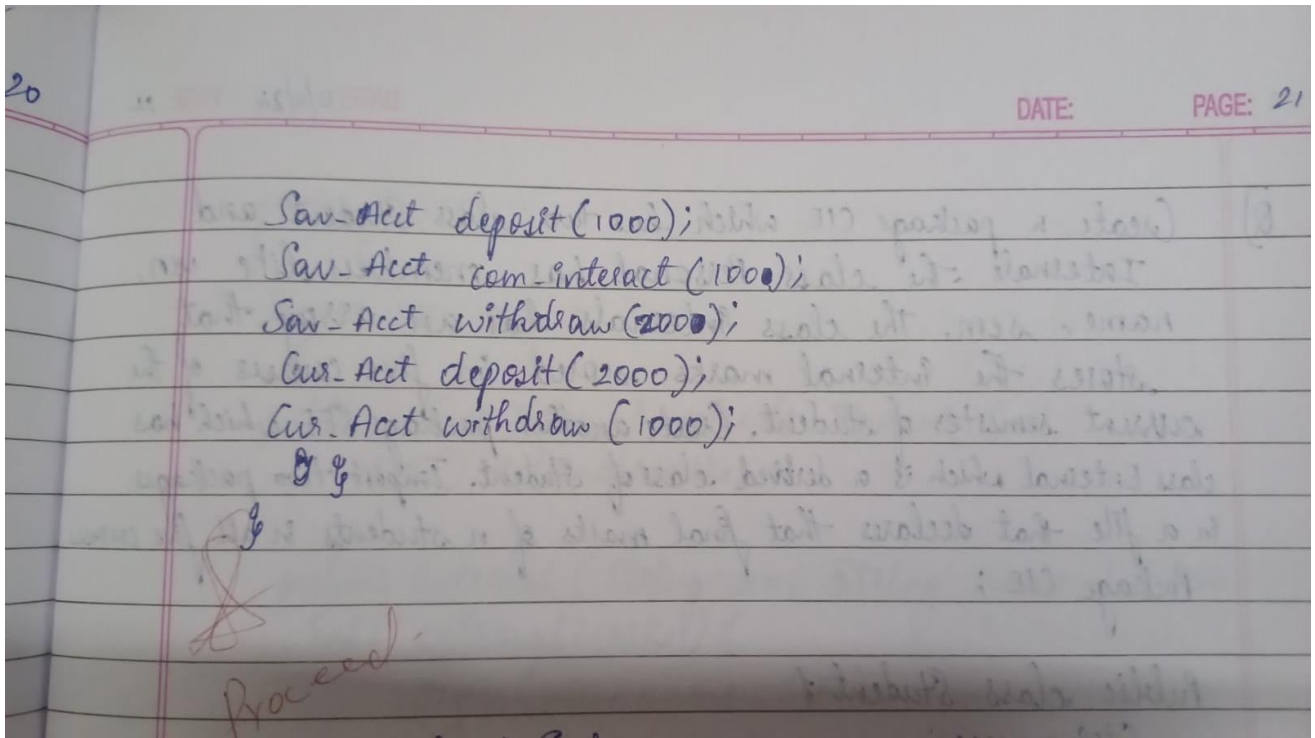 20
DATE: PAGE: 21
Sav-Acct deposit(1000);
Sav-Acct com-interact(1000);
Sav-Acct withdraw(2000);
Cur-Acct deposit(2000);
Cur-Acct withdraw(1000);
}
}
Proceed